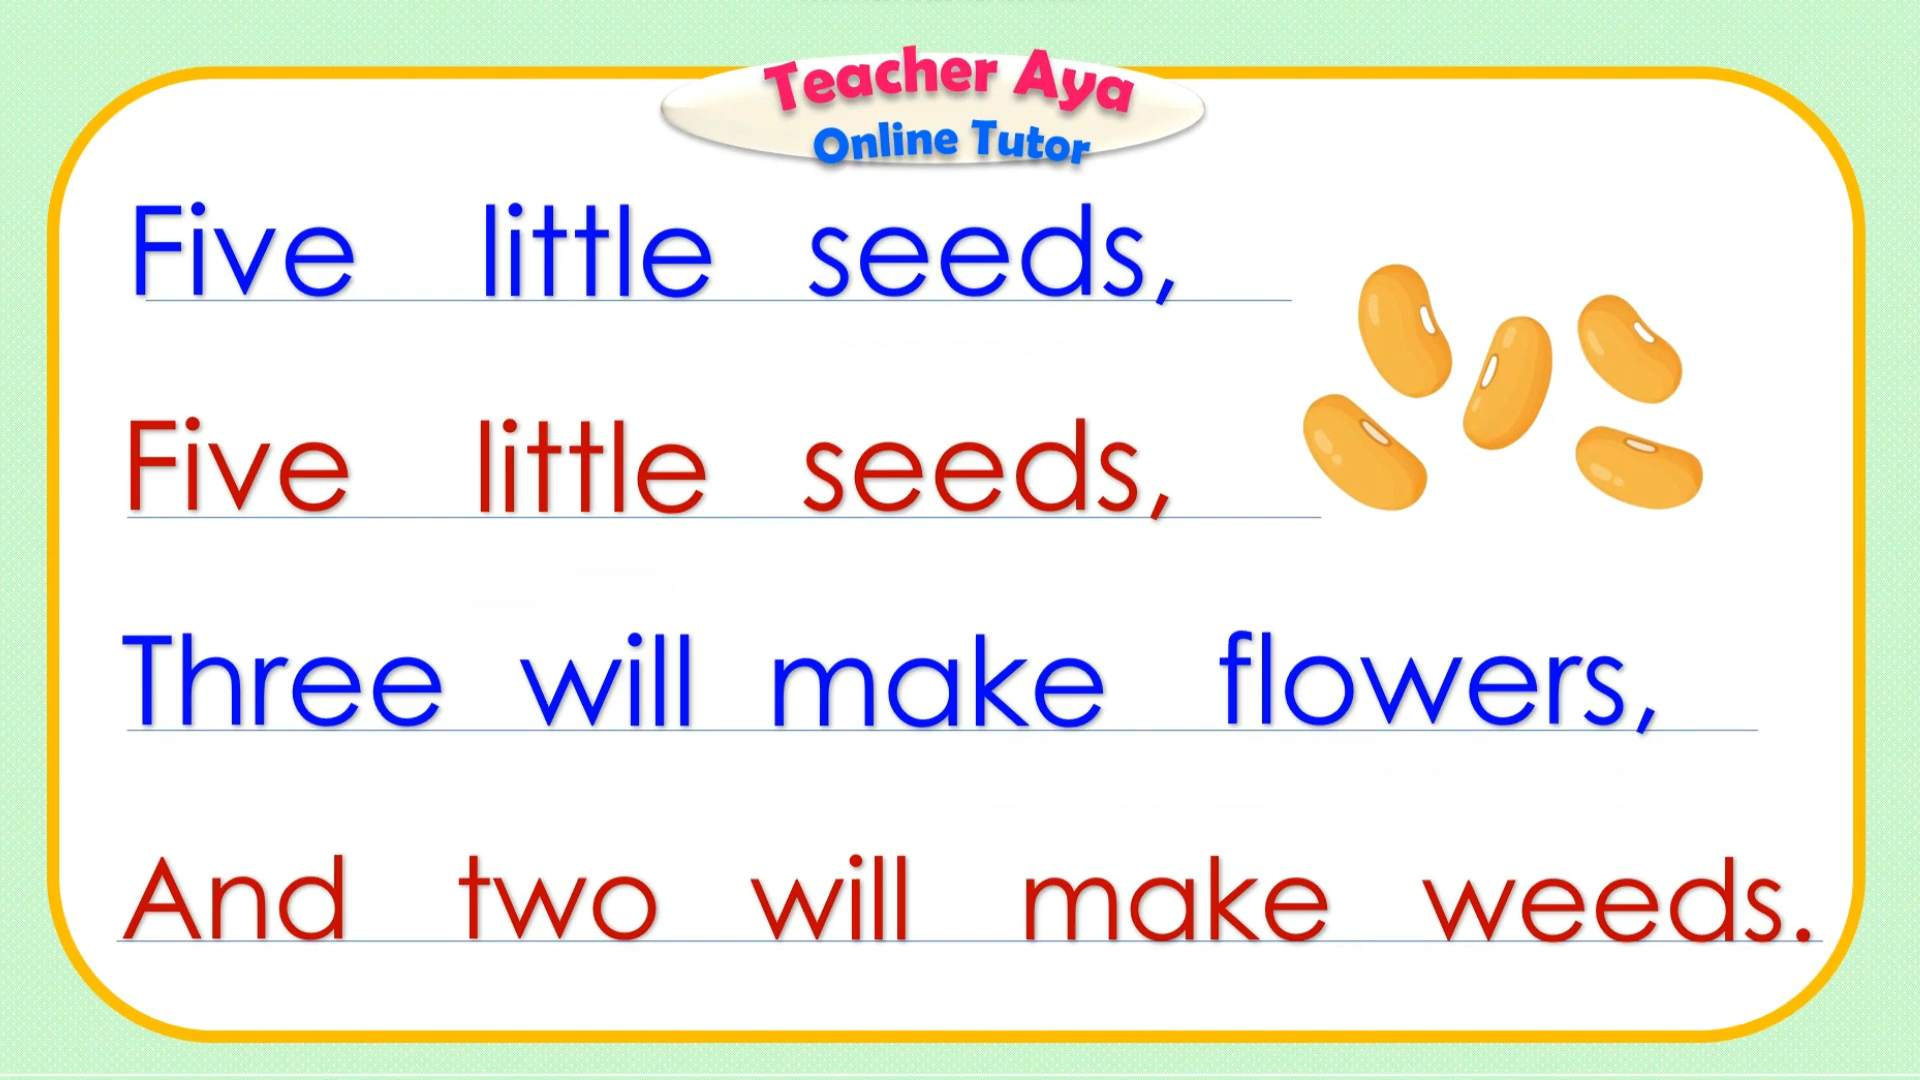 Teacher Aya
Online Tutor
Five little seeds,
Five little seeds,
Three will make flowers,
And two will make weeds.